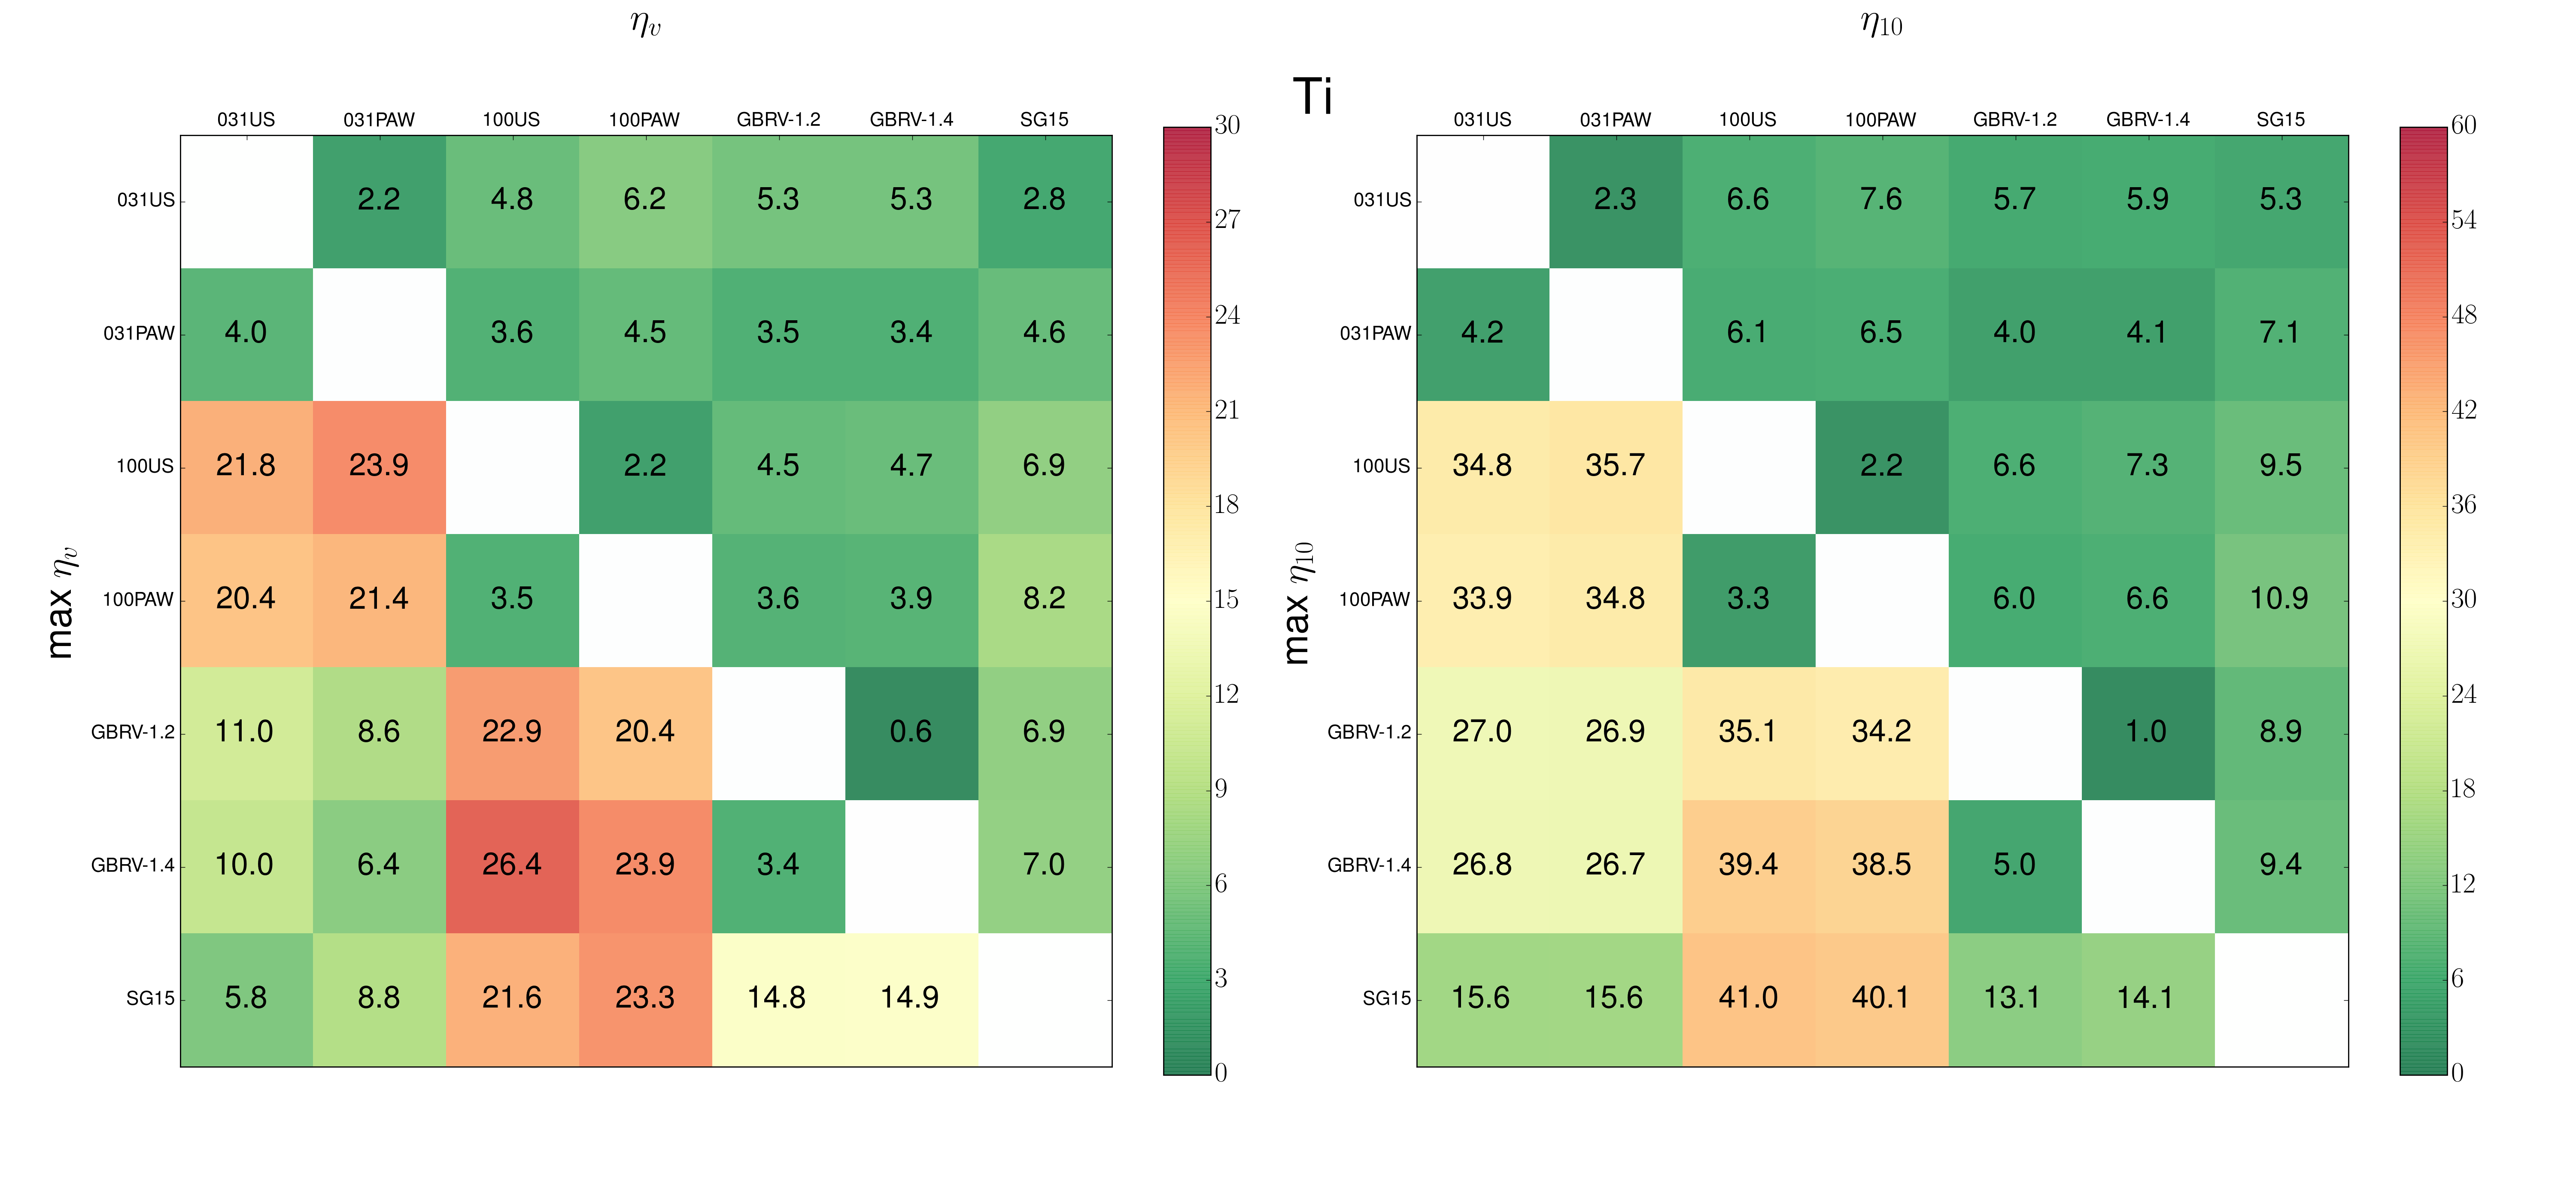 η_v
η_10
Ti
031US 031PAW 100US 100PAW GBRV-1.2 GBRV-1.4 SG15
031US 2.2 4.8 6.2 5.3 5.3 2.8
031PAW 4.0 3.6 4.5 3.5 3.4 4.6
100US 21.8 23.9 2.2 4.5 4.7 6.9
100PAW 20.4 21.4 3.5 3.6 3.9 8.2
GBRV-1.2 11.0 8.6 22.9 20.4 0.6 6.9
GBRV-1.4 10.0 6.4 26.4 23.9 3.4 7.0
SG15 5.8 8.8 21.6 23.3 14.8 14.9
max η_v
30
27
24
21
18
15
12
9
6
3
0
031US 031PAW 100US 100PAW GBRV-1.2 GBRV-1.4 SG15
031US 2.3 6.6 7.6 5.7 5.9 5.3
031PAW 4.2 6.1 6.5 4.0 4.1 7.1
100US 34.8 35.7 2.2 6.6 7.3 9.5
100PAW 33.9 34.8 3.3 6.0 6.6 10.9
GBRV-1.2 27.0 26.9 35.1 34.2 1.0 8.9
GBRV-1.4 26.8 26.7 39.4 38.5 5.0 9.4
SG15 15.6 15.6 41.0 40.1 13.1 14.1
max η_10
60
54
48
42
36
30
24
18
12
6
0